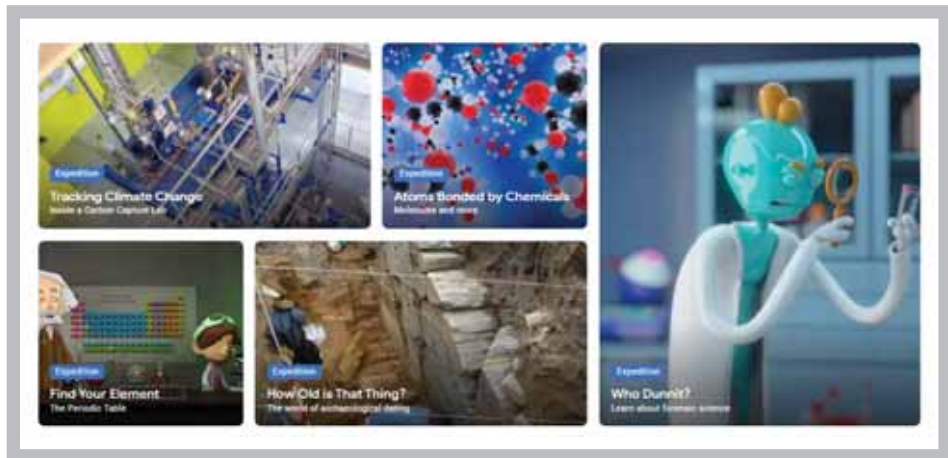 Expedition
Tracking Climate Change
Inside a Carbon Capture Lab
Expedition
Atoms Bonded by Chemicals
Molecules and more
Expedition
Find Your Element
The Periodic Table
Expedition
How Old is That Thing?
The world of archaeological dating
Expedition
Who Dunnit?
Learn about forensic science